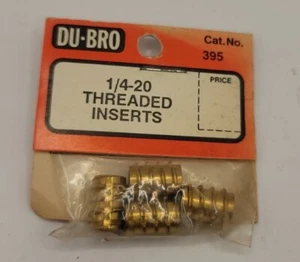 DU-BRO
Cat.No.
395
PRICE
1/4-20
THREADED
INSERTS